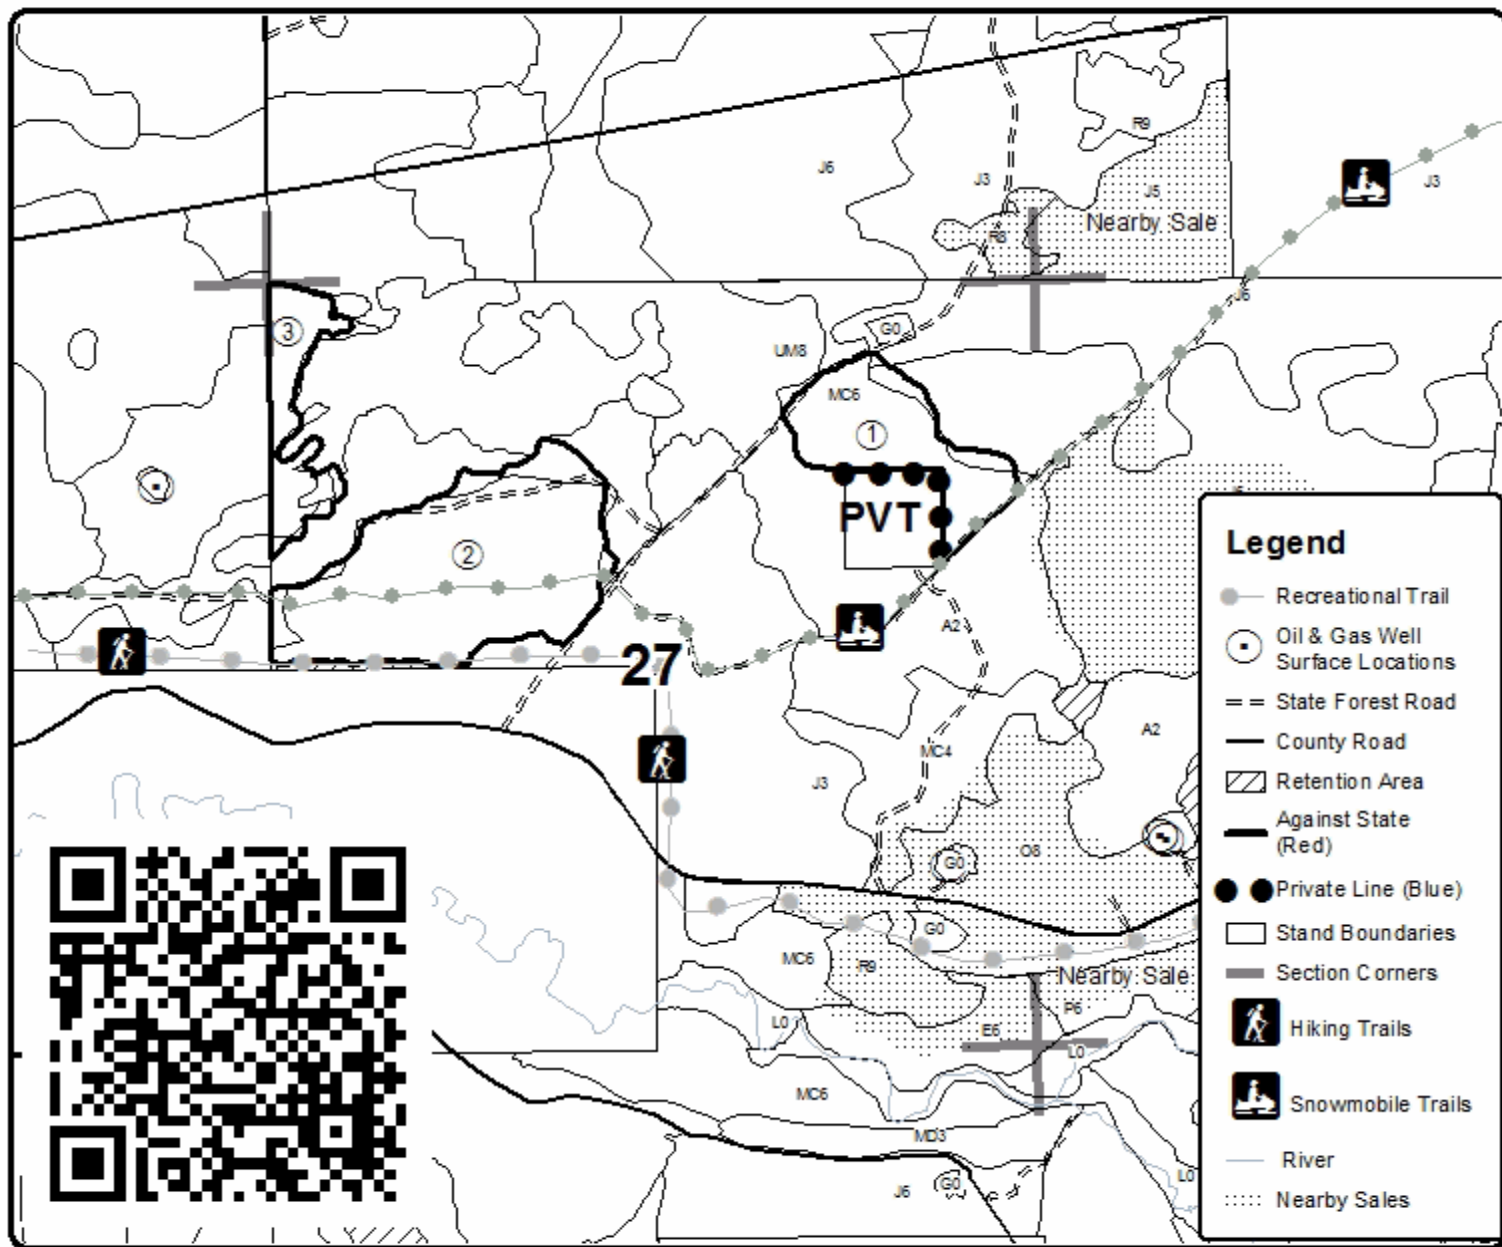 R9
J6
J3
J5
J3
Nearby Sale
R8
J6
3
G0
UM8
MC6
1
PVT
2
A2
27
A2
MC4
J3
O8
G0
G0
MC6
R9
Nearby Sale
P6
L0
E6
L0
MC6
MD3
L0
J6
G0
Legend
Recreational Trail
Oil & Gas Well
Surface Locations
State Forest Road
County Road
Retention Area
Against State
(Red)
Private Line (Blue)
Stand Boundaries
Section Corners
Hiking Trails
Snowmobile Trails
River
Nearby Sales